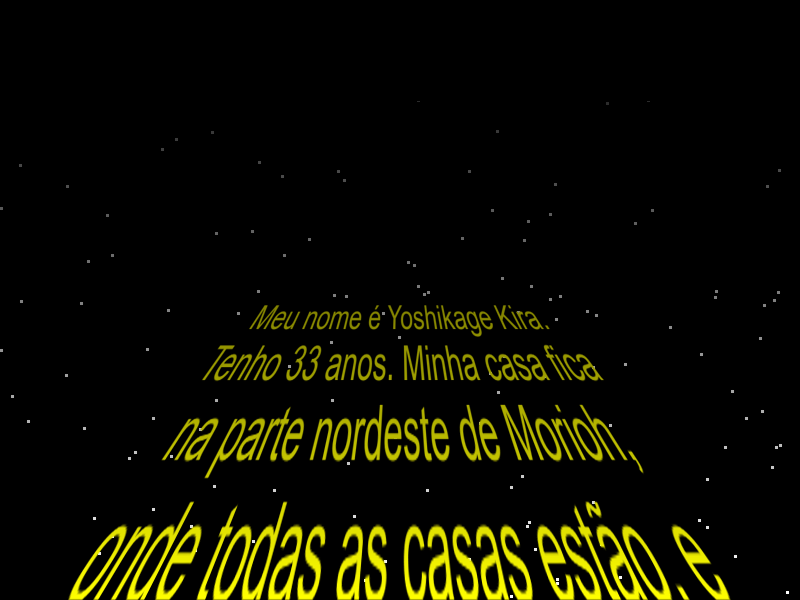 Meu nome é Yoshikage Kira.
Tenho 33 anos. Minha casa fica
na parte nordeste de Morioh,
onde todas as casas estão, e